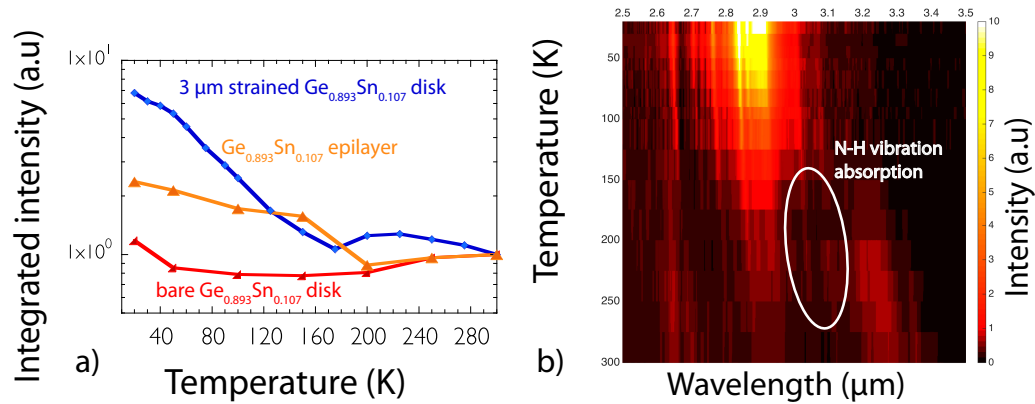 Integrated intensity (a.u)
1×10¹
1×10⁰
3 µm strained Ge0.893Sn0.107 disk
Ge0.893Sn0.107 epilayer
bare Ge0.893Sn0.107 disk
40 80 120 160 200 240 280
a)
Temperature (K)
b)
2.5 2.6 2.7 2.8 2.9 3 3.1 3.2 3.3 3.4 3.5
Temperature (K)
50
100
150
200
250
300
N-H vibration
absorption
Wavelength (µm)
10
9
8
7
6
5
4
3
2
1
0
Intensity (a.u)